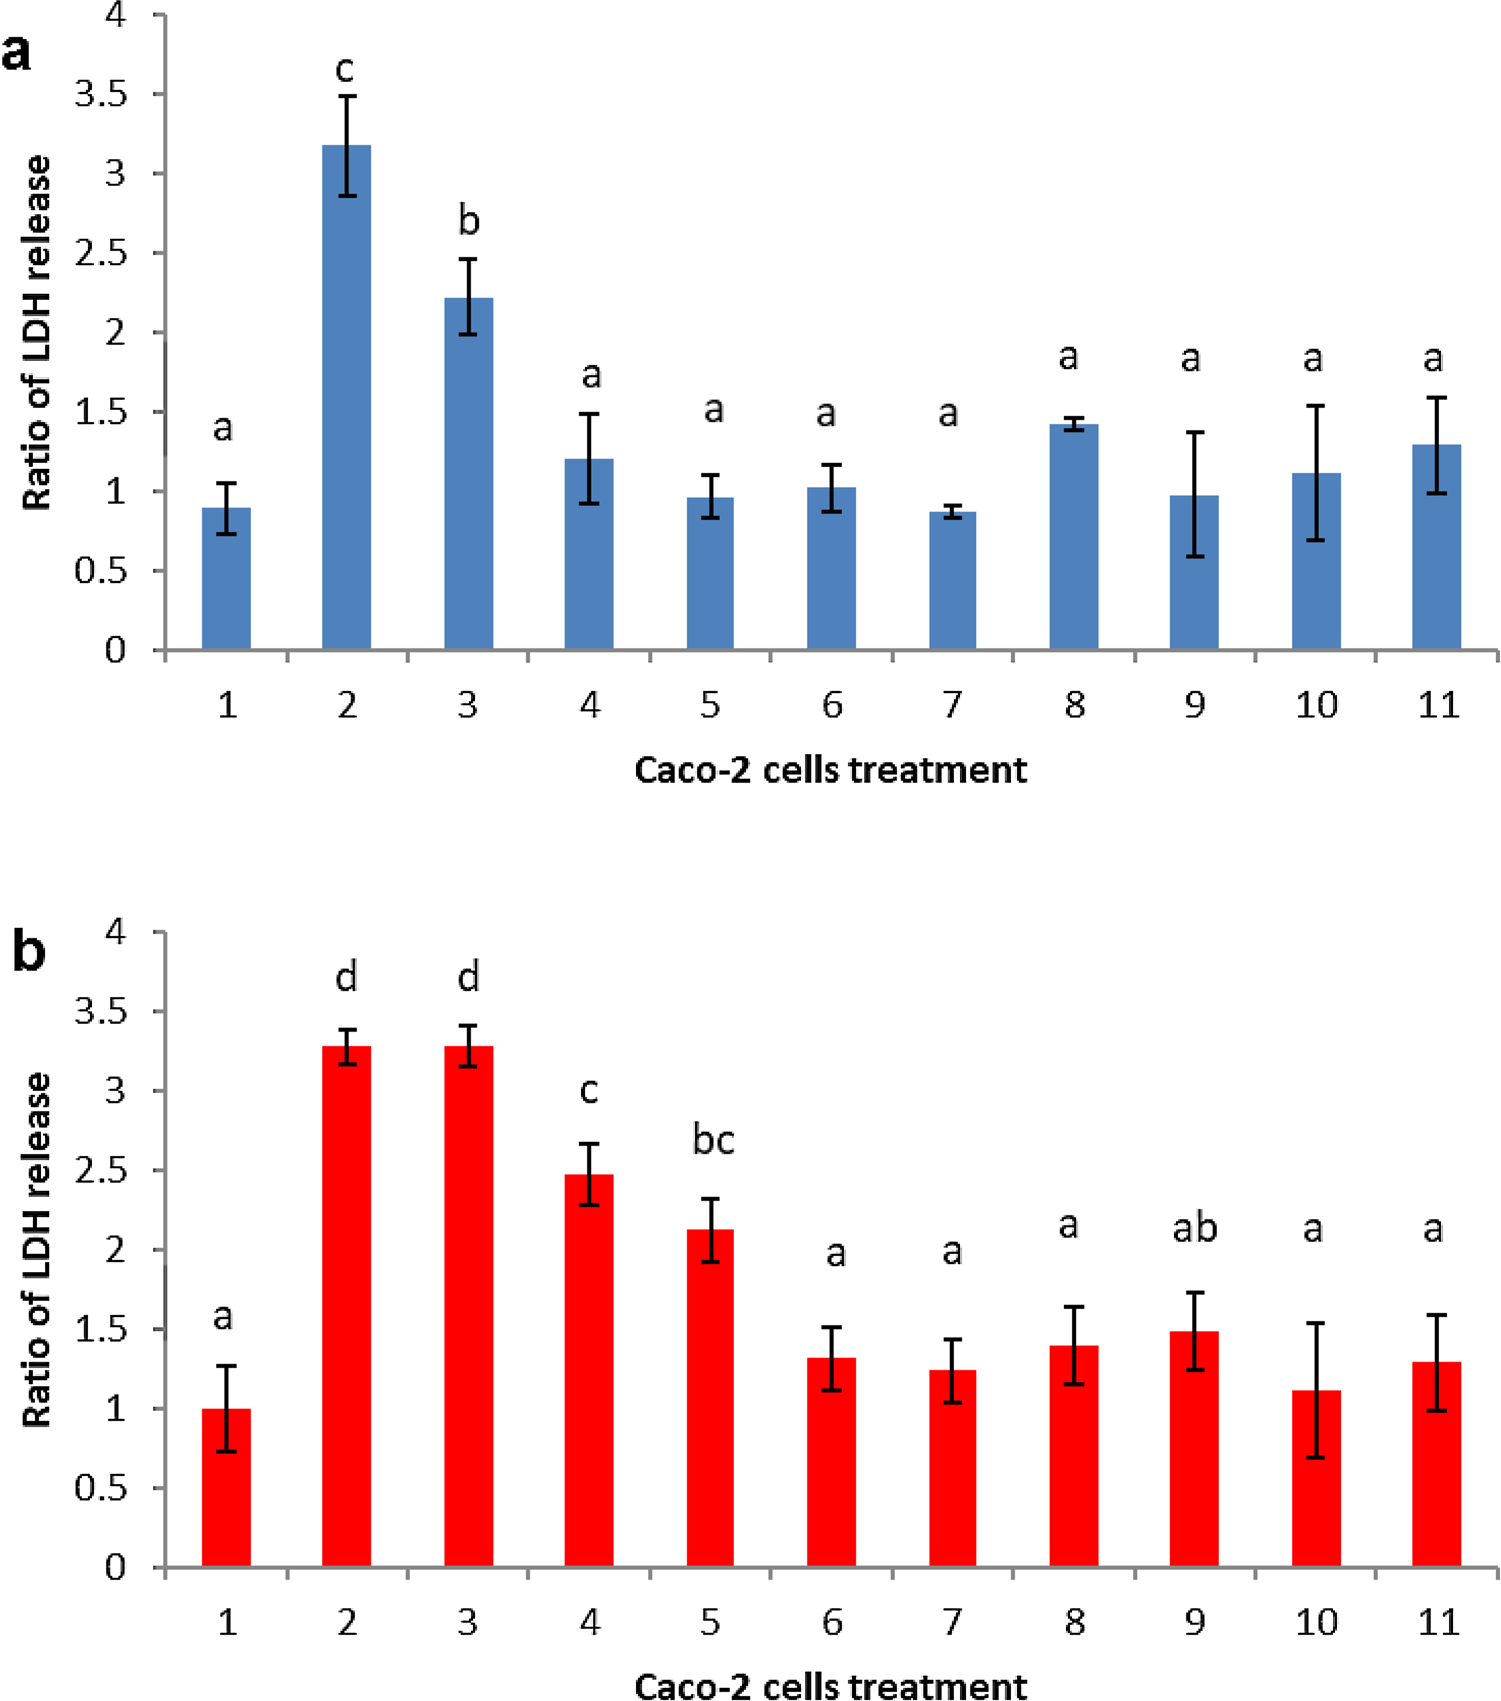 a
Ratio of LDH release
4
3.5
3
2.5
2
1.5
1
0.5
0
a
c
b
a
a
a
a
a
a
a
a
1 2 3 4 5 6 7 8 9 10 11
Caco-2 cells treatment
b
Ratio of LDH release
4
3.5
3
2.5
2
1.5
1
0.5
0
a
d
d
c
bc
a
a
a
ab
a
a
1 2 3 4 5 6 7 8 9 10 11
Caco-2 cells treatment